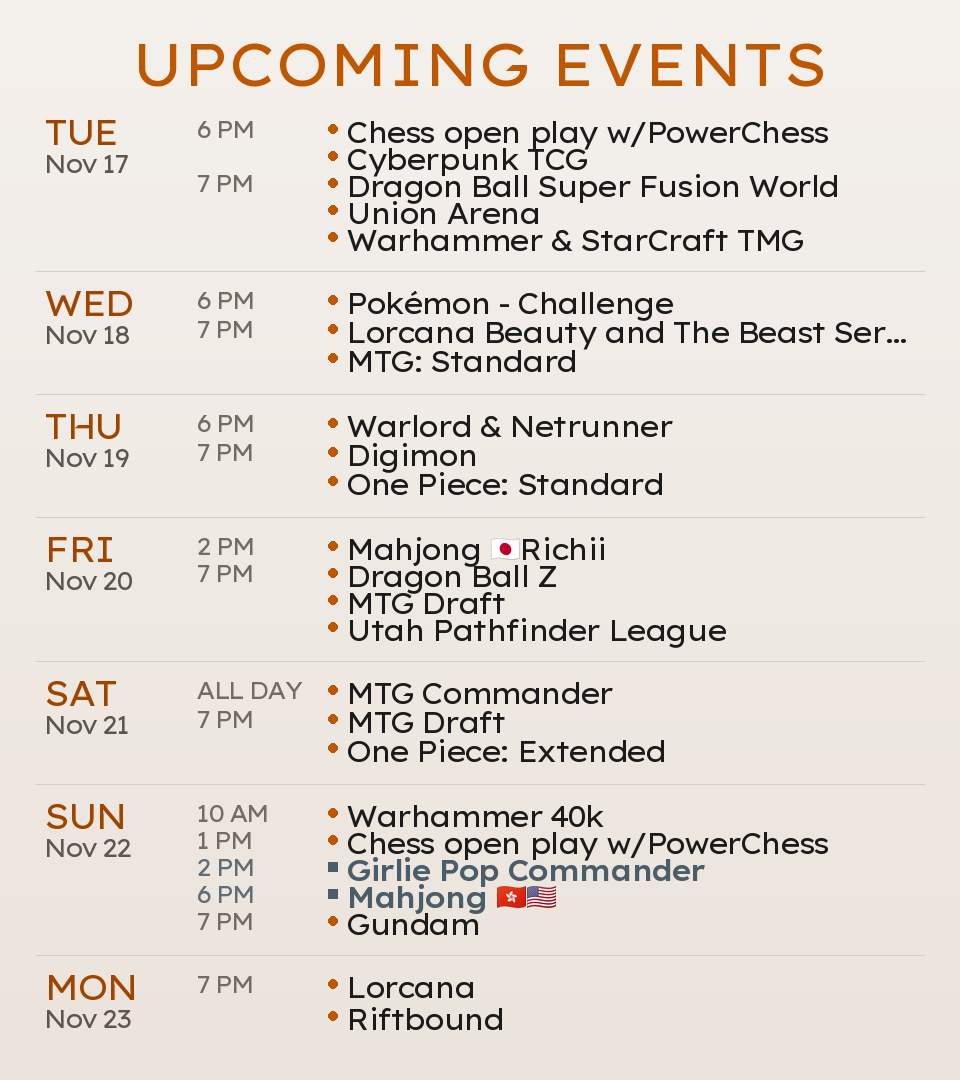 UPCOMING EVENTS
TUE
Nov 17
6 PM
• Chess open play w/PowerChess
• Cyberpunk TCG
7 PM
• Dragon Ball Super Fusion World
• Union Arena
• Warhammer & StarCraft TMG
WED
Nov 18
6 PM
• Pokémon - Challenge
7 PM
• Lorcana Beauty and The Beast Ser...
• MTG: Standard
THU
Nov 19
6 PM
• Warlord & Netrunner
7 PM
• Digimon
• One Piece: Standard
FRI
Nov 20
2 PM
• Mahjong 🇯🇵Richii
7 PM
• Dragon Ball Z
• MTG Draft
• Utah Pathfinder League
SAT
Nov 21
ALL DAY
• MTG Commander
7 PM
• MTG Draft
• One Piece: Extended
SUN
Nov 22
10 AM
• Warhammer 40k
1 PM
• Chess open play w/PowerChess
2 PM
▪ Girlie Pop Commander
6 PM
▪ Mahjong 🇭🇰🇺🇸
7 PM
• Gundam
MON
Nov 23
7 PM
• Lorcana
• Riftbound